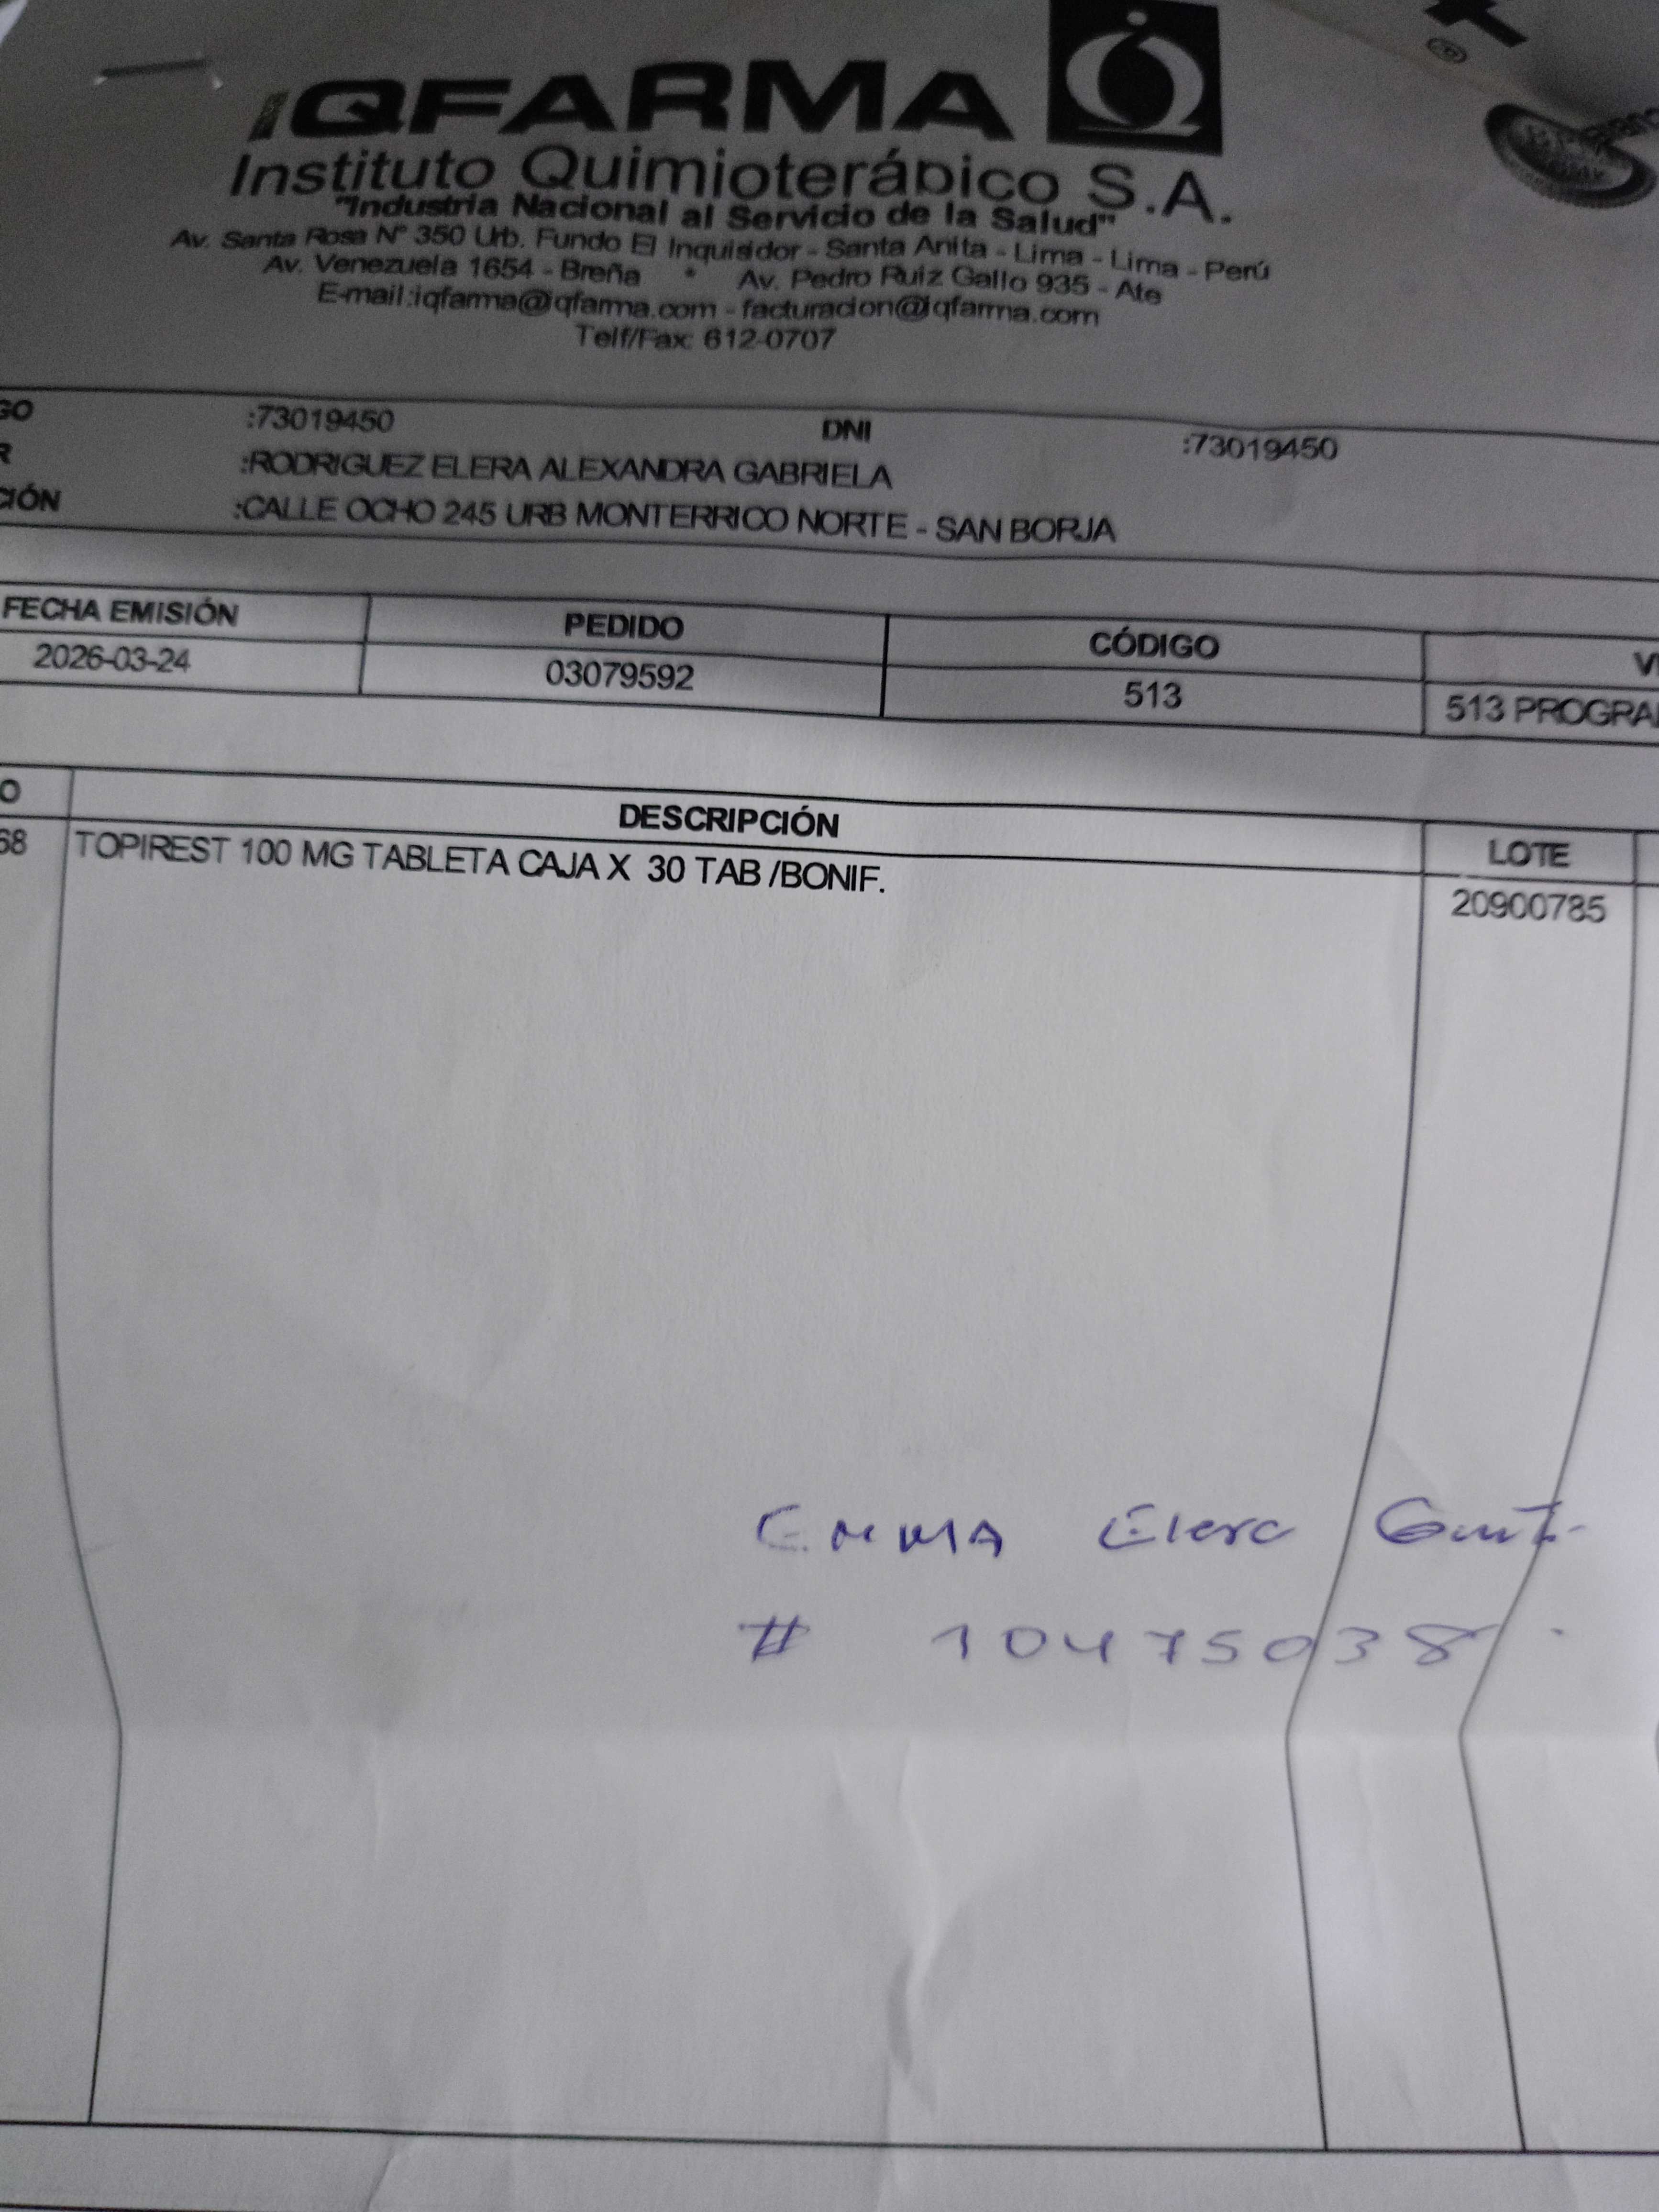 iQFARMA
Instituto Quimioterápico S.A.
"Industria Nacional al Servicio de la Salud"
Av. Santa Rosa N° 350 Urb. Fundo El Inquisidor - Santa Anita - Lima - Lima - Perú
Av. Venezuela 1654 - Breña * Av. Pedro Ruiz Gallo 935 - Ate
E-mail:iqfarma@iqfarma.com - facturacion@iqfarma.com
Telf/Fax: 612-0707
GO :73019450 DNI :73019450
R :RODRIGUEZ ELERA ALEXANDRA GABRIELA
CIÓN :CALLE OCHO 245 URB MONTERRICO NORTE - SAN BORJA
FECHA EMISIÓN PEDIDO CÓDIGO
2026-03-24 03079592 513 513 PROGRA
O DESCRIPCIÓN LOTE
68 TOPIREST 100 MG TABLETA CAJA X 30 TAB /BONIF. 20900785
EMMA Elera
# 10475038